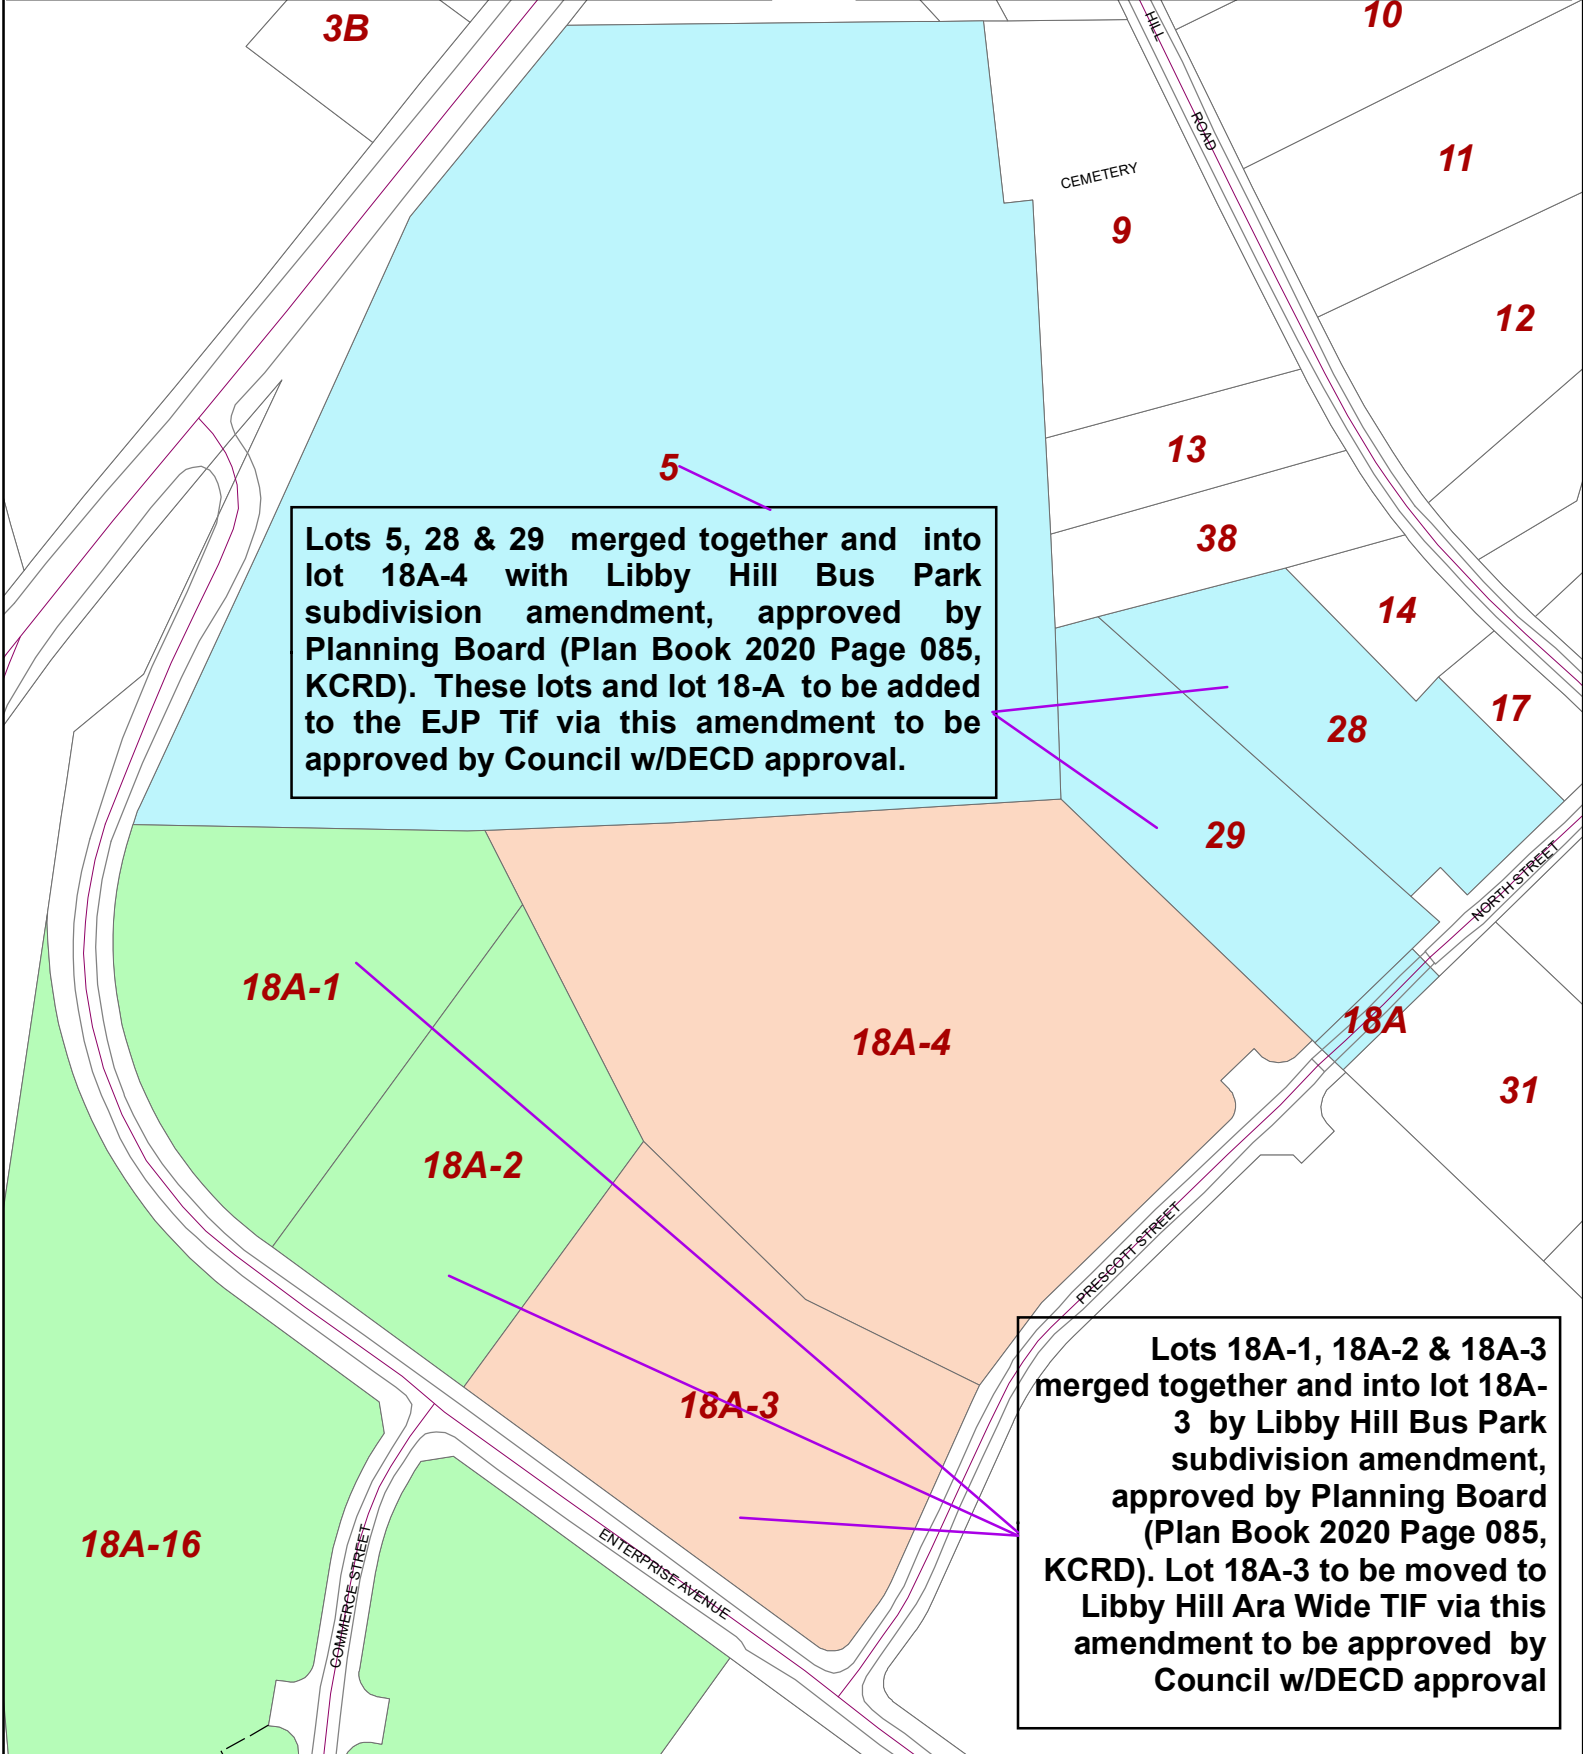 3B
10
HILL
ROAD
11
CEMETERY
9
12
13
5
38
Lots 5, 28 & 29 merged together and into
lot 18A-4 with Libby Hill Bus Park
subdivision amendment, approved by
Planning Board (Plan Book 2020 Page 085,
KCRD). These lots and lot 18-A to be added
to the EJP Tif via this amendment to be
approved by Council w/DECD approval.
14
17
28
29
NORTH STREET
18A-1
18A-4
18A
31
18A-2
PRESCOTT STREET
18A-3
Lots 18A-1, 18A-2 & 18A-3
merged together and into lot 18A-
3 by Libby Hill Bus Park
subdivision amendment,
approved by Planning Board
(Plan Book 2020 Page 085,
KCRD). Lot 18A-3 to be moved to
Libby Hill Ara Wide TIF via this
amendment to be approved by
Council w/DECD approval
18A-16
COMMERCE STREET
ENTERPRISE AVENUE